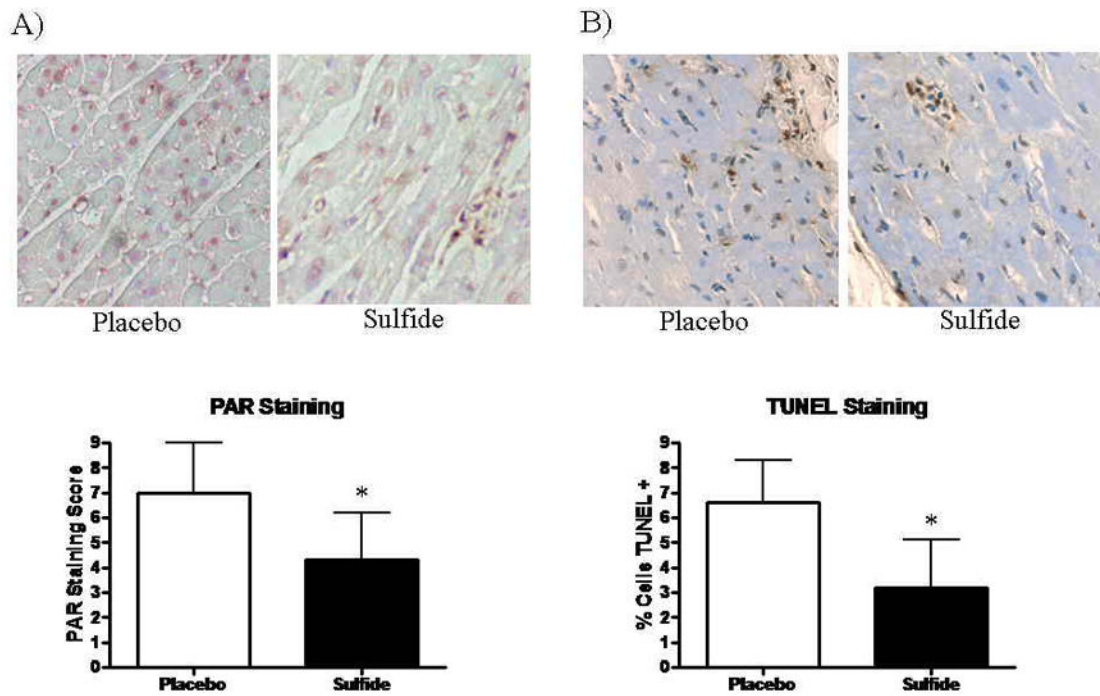 A)
Placebo
Sulfide
PAR Staining
PAR Staining Score
9
8
7
6
5
4
3
2
1
0
*
Placebo
Sulfide
B)
Placebo
Sulfide
TUNEL Staining
% Cells TUNEL +
9
8
7
6
5
4
3
2
1
0
*
Placebo
Sulfide